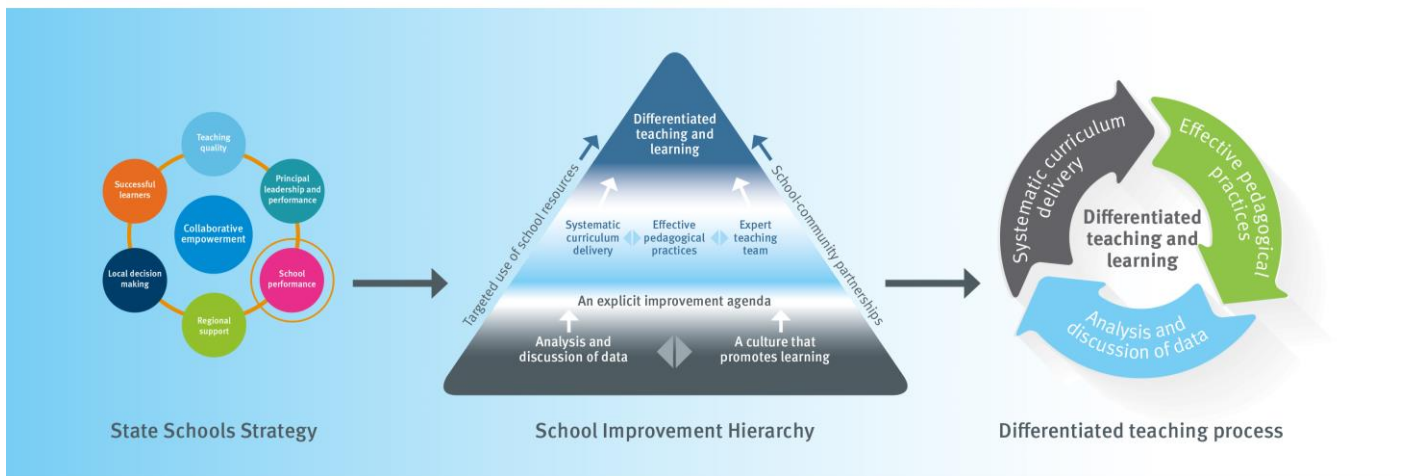 Teaching
quality
Principal
leadership and
performance
School
performance
Regional
support
Local decision
making
Successful
learners
Collaborative
empowerment
State Schools Strategy
Targeted use of school resources
School-community partnerships
Differentiated
teaching and
learning
Systematic
curriculum
delivery
Effective
pedagogical
practices
Expert
teaching
team
An explicit improvement agenda
Analysis and
discussion of data
A culture that
promotes learning
School Improvement Hierarchy
Systematic curriculum
delivery
Effective pedagogical
practices
Analysis and
discussion of data
Differentiated
teaching and
learning
Differentiated teaching process